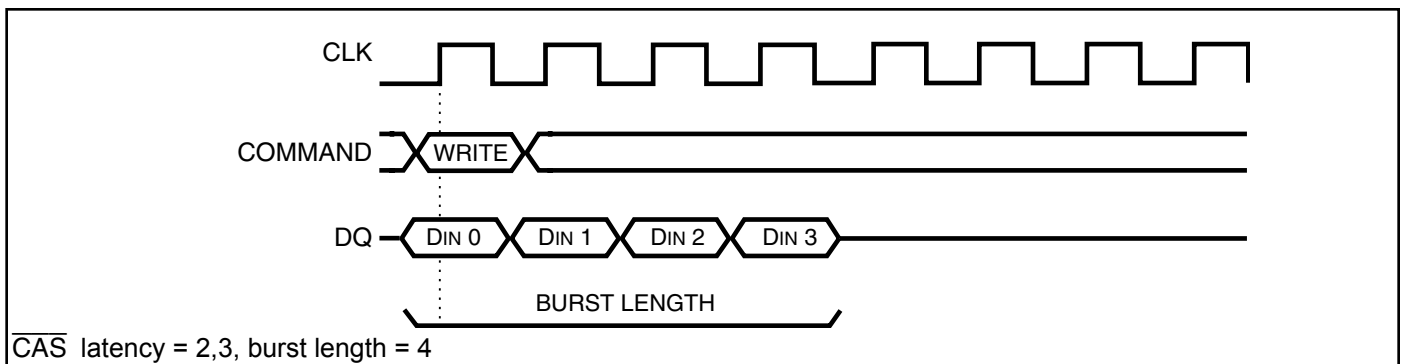 CLK
COMMAND WRITE
DQ DIN 0 DIN 1 DIN 2 DIN 3
BURST LENGTH
CAS latency = 2,3, burst length = 4